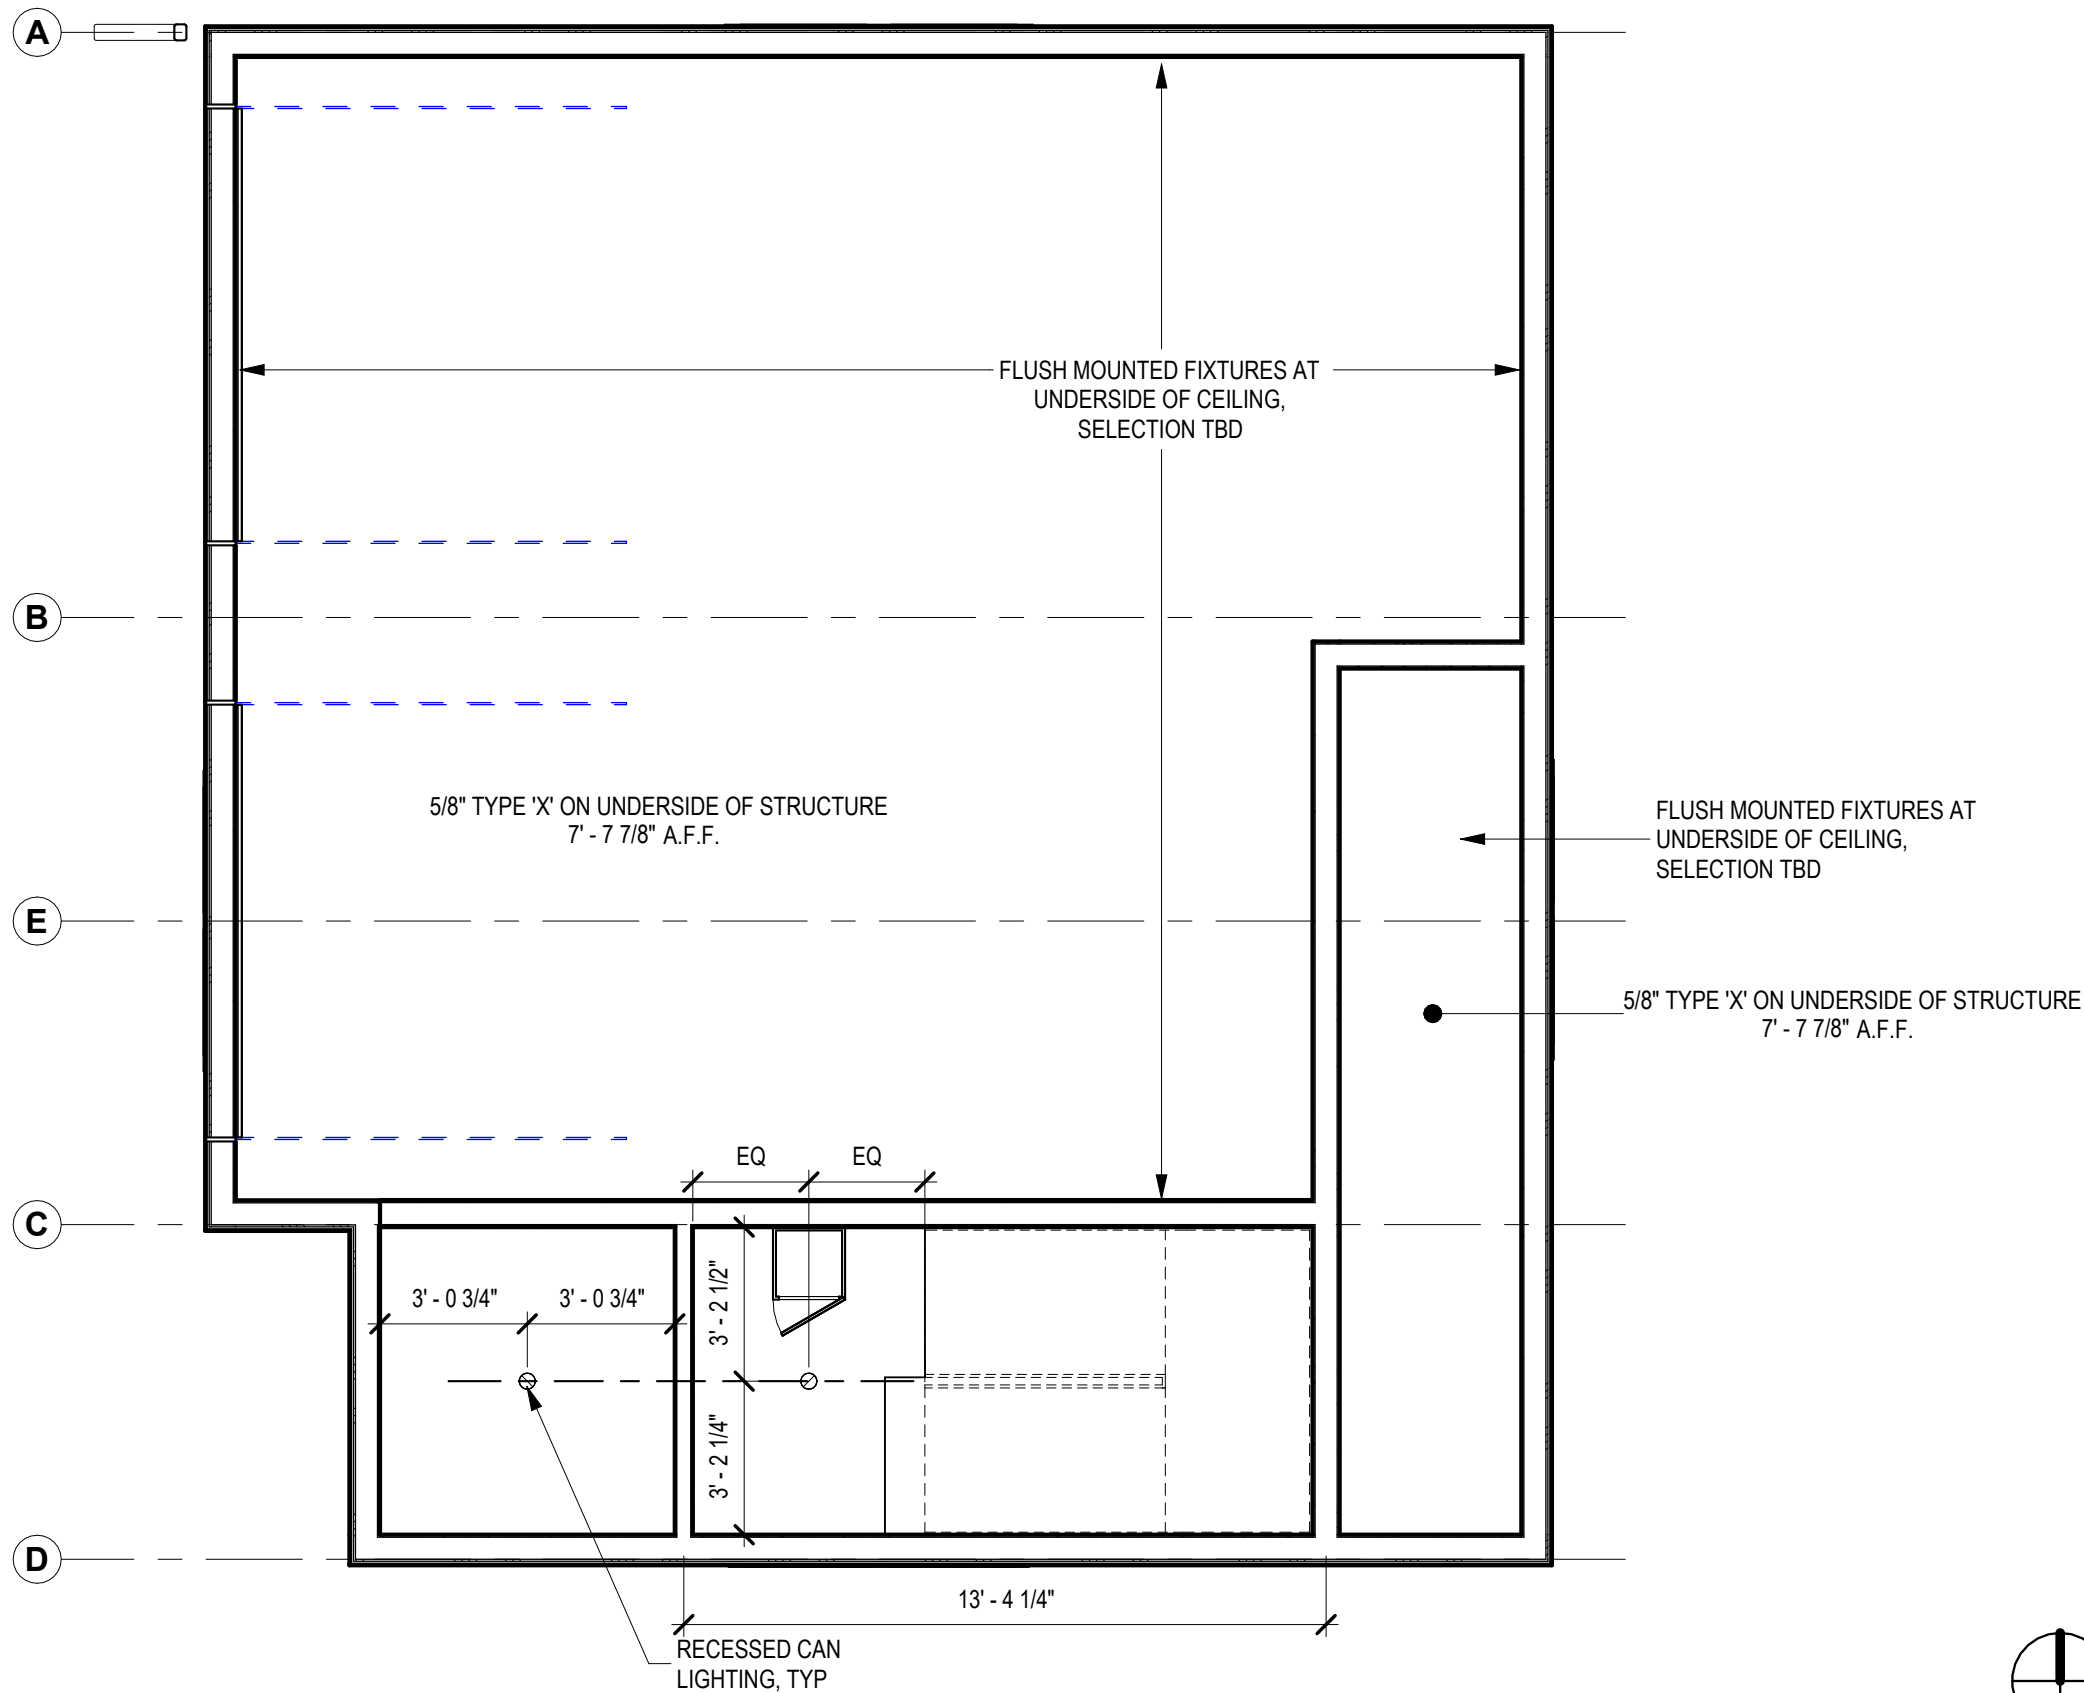 A
FLUSH MOUNTED FIXTURES AT
UNDERSIDE OF CEILING,
SELECTION TBD
B
5/8" TYPE 'X' ON UNDERSIDE OF STRUCTURE
7' - 7 7/8" A.F.F.
FLUSH MOUNTED FIXTURES AT
UNDERSIDE OF CEILING,
SELECTION TBD
E
5/8" TYPE 'X' ON UNDERSIDE OF STRUCTURE
7' - 7 7/8" A.F.F.
EQ
EQ
C
3' - 0 3/4"
3' - 0 3/4"
3' - 2 1/2"
3' - 2 1/4"
D
13' - 4 1/4"
RECESSED CAN
LIGHTING, TYP